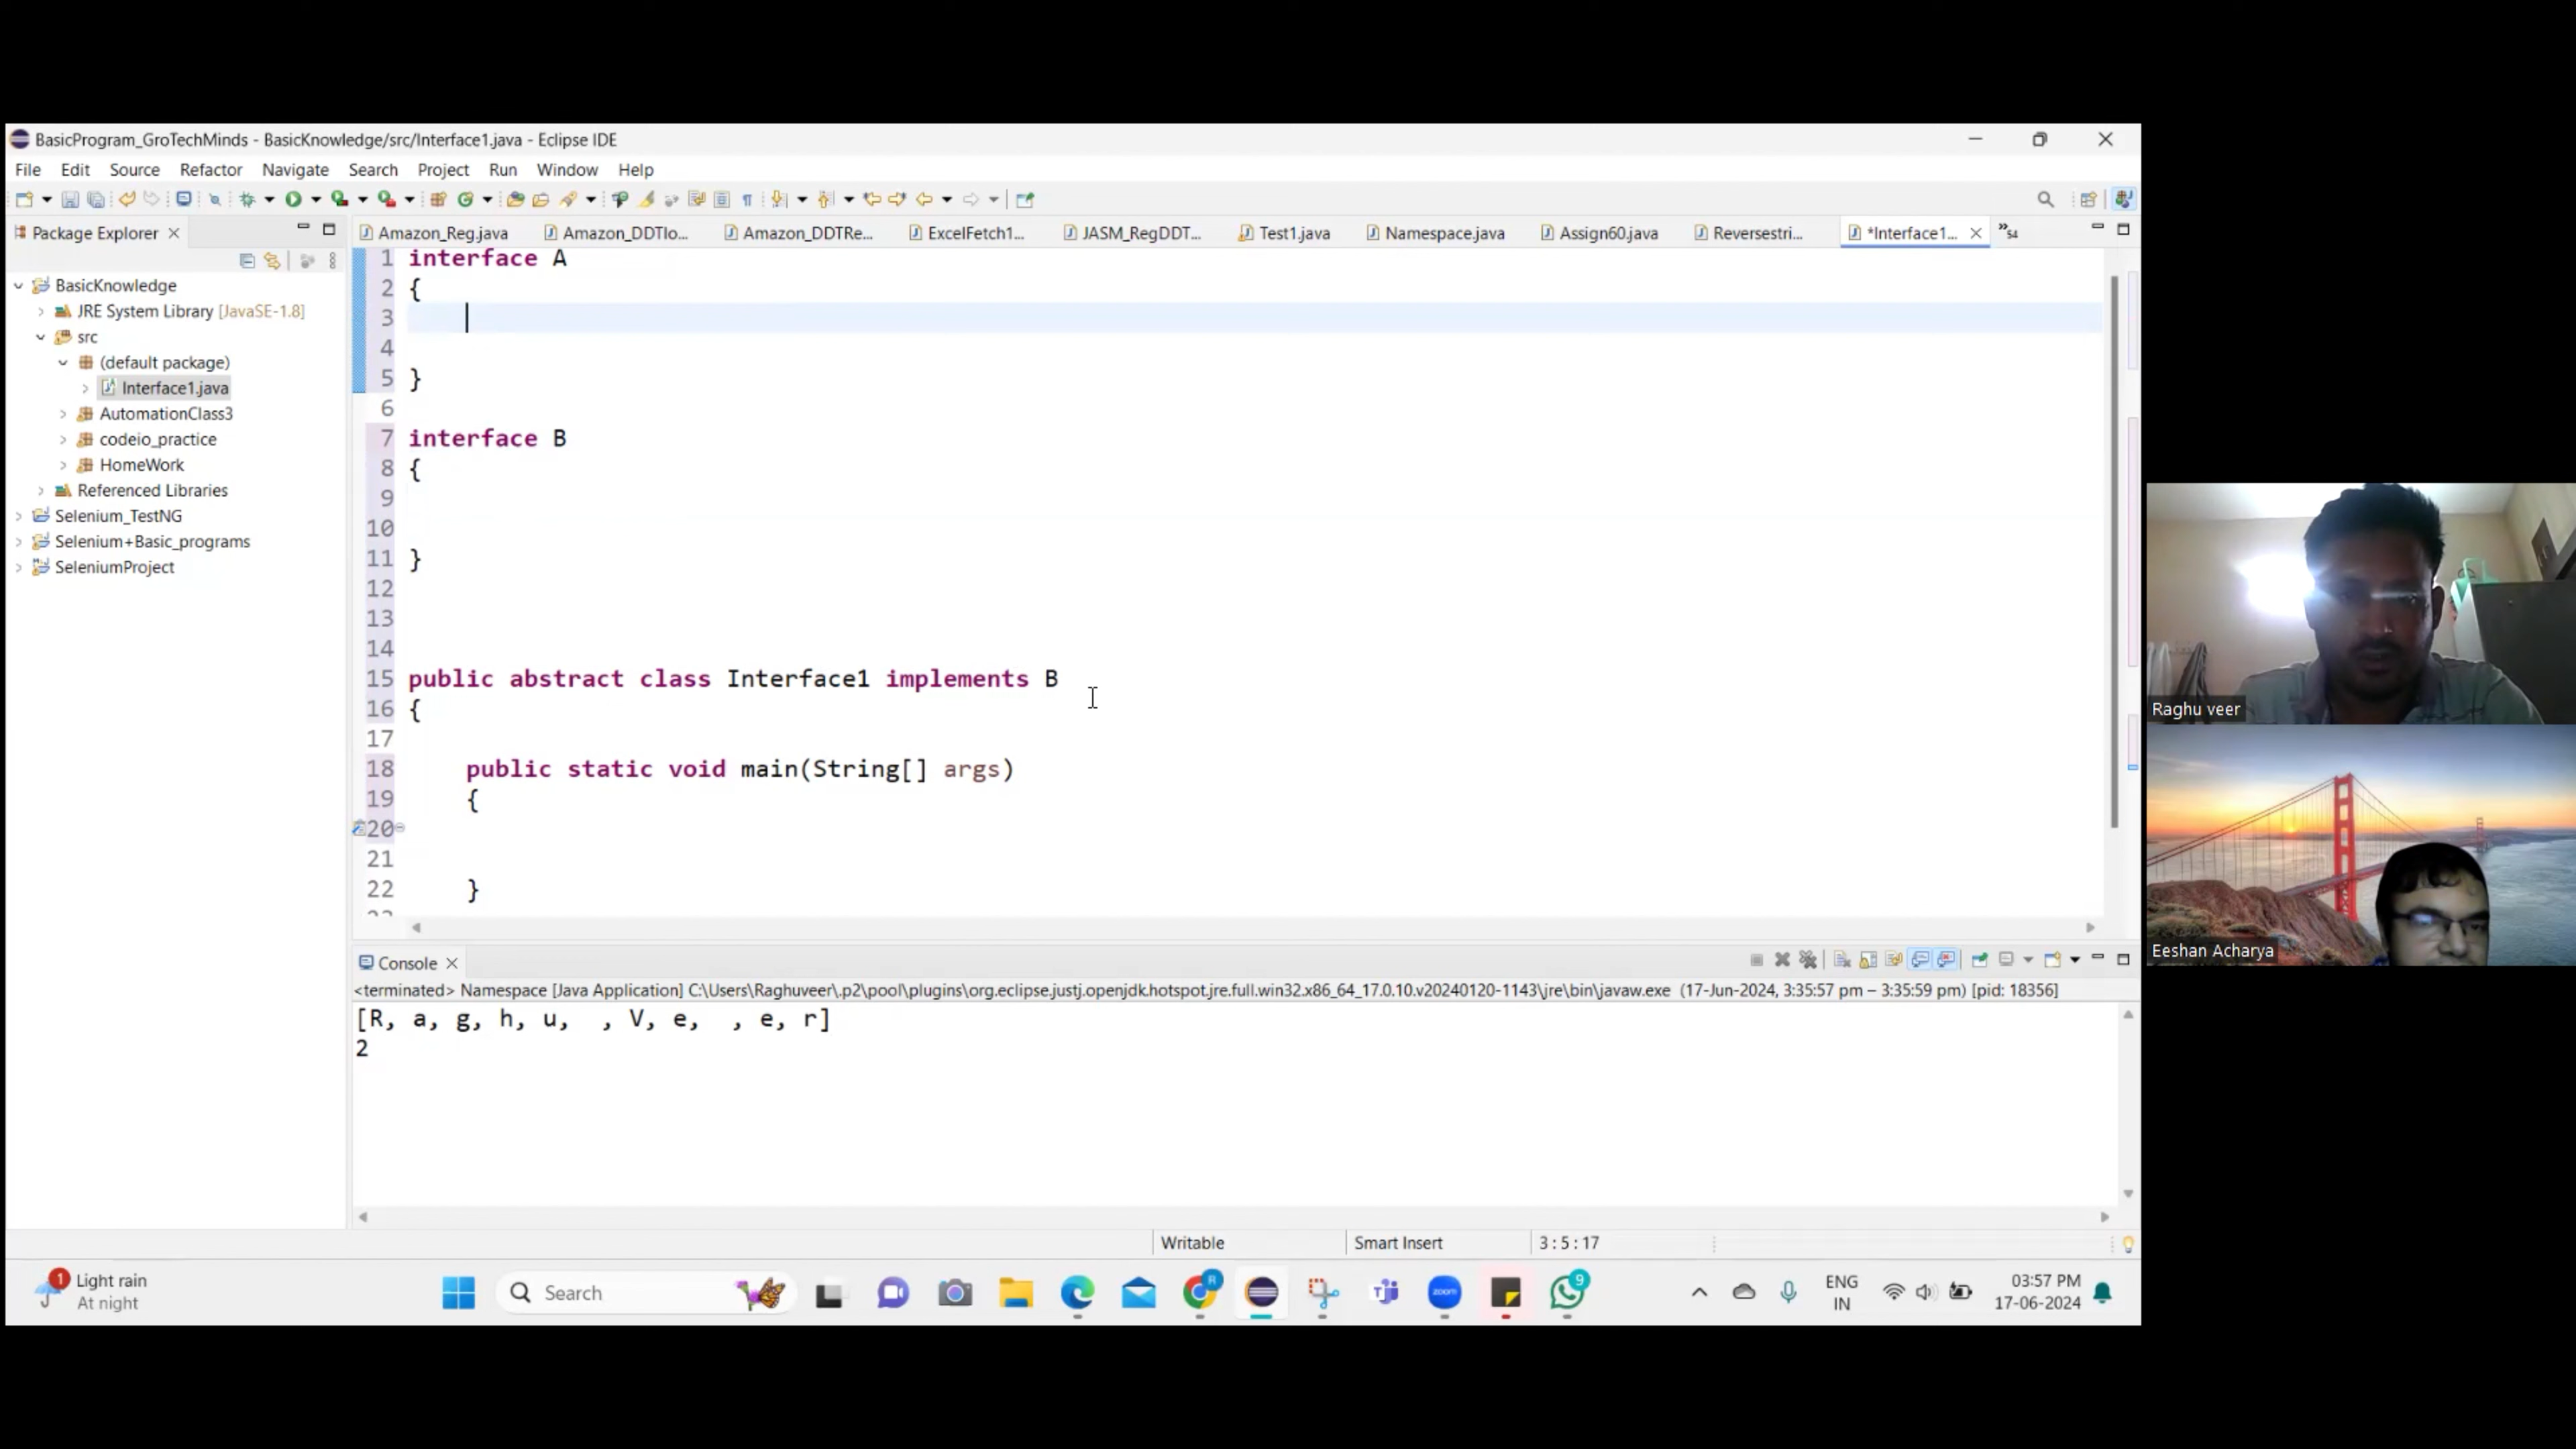 BasicProgram_GroTechMinds - BasicKnowledge/src/Interface1.java - Eclipse IDE
File Edit Source Refactor Navigate Search Project Run Window Help
Package Explorer
Amazon_Reg.java Amazon_DDTlo... Amazon_DDTRe... ExcelFetch1... JASM_RegDDT... Test1.java Namespace.java Assign60.java Reversestri... *Interface1... »54
BasicKnowledge
JRE System Library [JavaSE-1.8]
src
(default package)
Interface1.java
AutomationClass3
codeio_practice
HomeWork
Referenced Libraries
Selenium_TestNG
Selenium+Basic_programs
SeleniumProject
1 interface A
2 {
3
4
5 }
6
7 interface B
8 {
9
10
11 }
12
13
14
15 public abstract class Interface1 implements B
16 {
17
18 public static void main(String[] args)
19 {
20
21
22 }
Console
<terminated> Namespace [Java Application] C:\Users\Raghuveer\.p2\pool\plugins\org.eclipse.justj.openjdk.hotspot.jre.full.win32.x86_64_17.0.10.v20240120-1143\jre\bin\javaw.exe (17-Jun-2024, 3:35:57 pm – 3:35:59 pm) [pid: 18356]
[R, a, g, h, u,  , V, e,  , e, r]
2
Writable Smart Insert 3 : 5 : 17
1 Light rain
At night
Search
R
zoom
9
ENG
IN
03:57 PM
17-06-2024
Raghu veer
Eeshan Acharya